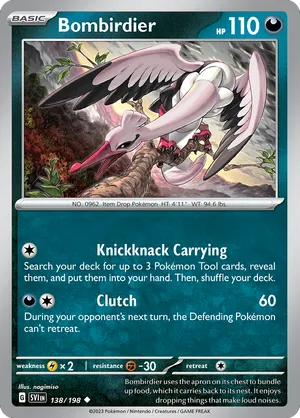 BASIC
Bombirdier
HP 110
NO. 0962 Item Drop Pokémon HT: 4'11" WT: 94.6 lbs.
Knickknack Carrying
Search your deck for up to 3 Pokémon Tool cards, reveal
them, and put them into your hand. Then, shuffle your deck.
Clutch 60
During your opponent's next turn, the Defending Pokémon
can't retreat.
weakness ×2 resistance -30 retreat
Illus. nagimiso
G SVI EN 138/198
Bombirdier uses the apron on its chest to bundle
up food, which it carries back to its nest. It enjoys
dropping things that make loud noises.
©2023 Pokémon / Nintendo / Creatures / GAME FREAK